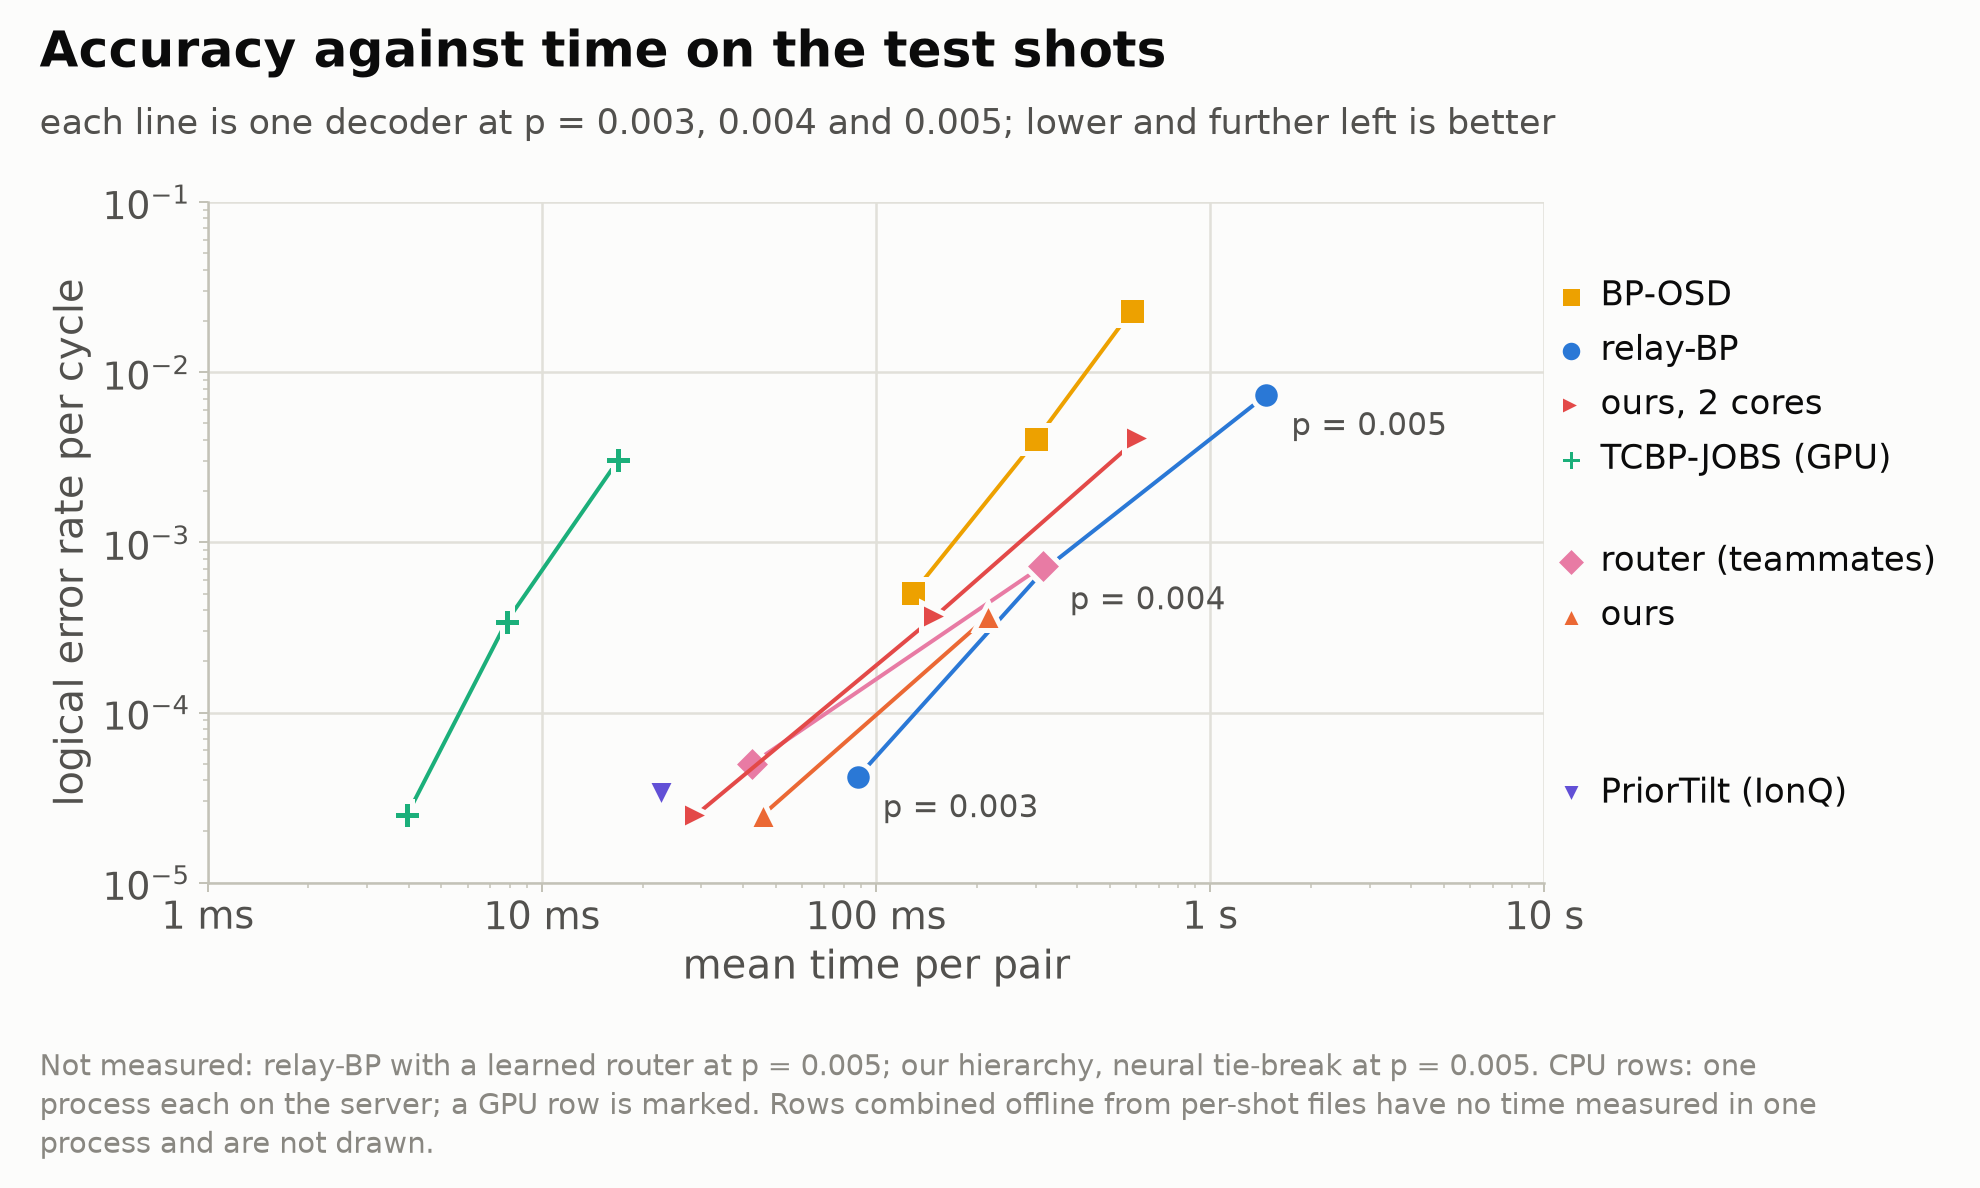 Accuracy against time on the test shots
each line is one decoder at p = 0.003, 0.004 and 0.005; lower and further left is better
logical error rate per cycle
10⁻¹
10⁻²
10⁻³
10⁻⁴
10⁻⁵
1 ms
10 ms
100 ms
1 s
10 s
mean time per pair
p = 0.005
p = 0.004
p = 0.003
BP-OSD
relay-BP
ours, 2 cores
TCBP-JOBS (GPU)
router (teammates)
ours
PriorTilt (IonQ)
Not measured: relay-BP with a learned router at p = 0.005; our hierarchy, neural tie-break at p = 0.005. CPU rows: one
process each on the server; a GPU row is marked. Rows combined offline from per-shot files have no time measured in one
process and are not drawn.